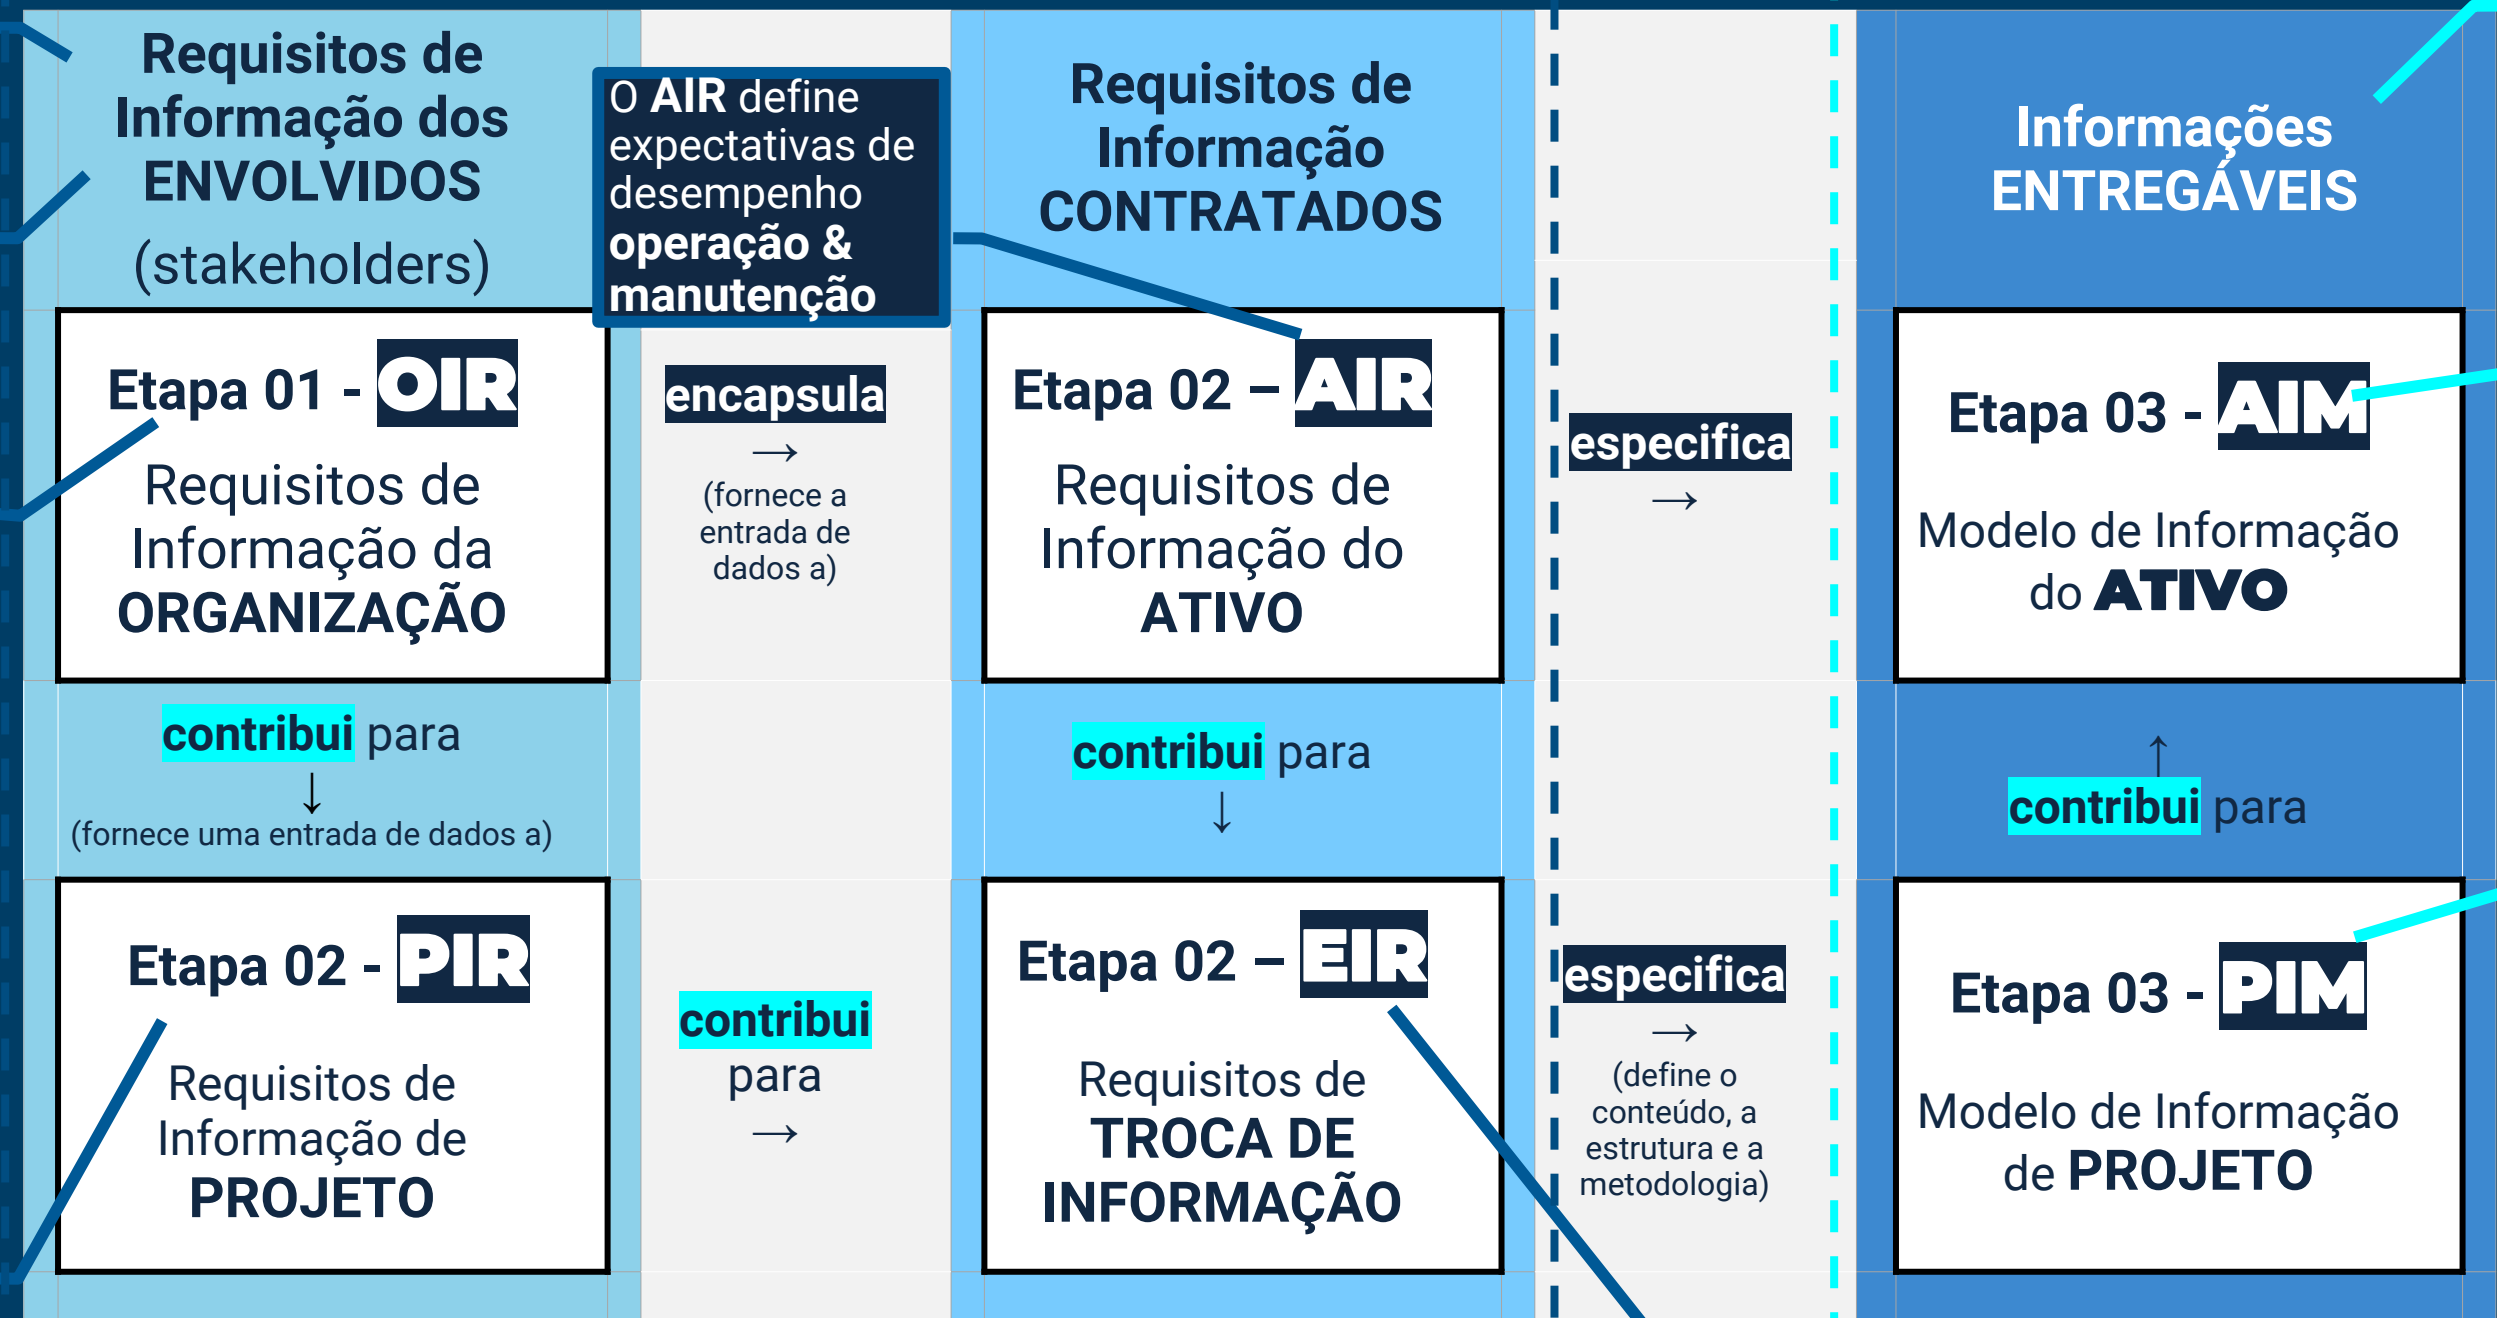 Requisitos de
Informação dos
ENVOLVIDOS
(stakeholders)
O AIR define
expectativas de
desempenho
operação &
manutenção
Requisitos de
Informação
CONTRATADOS
Informações
ENTREGÁVEIS
Etapa 01 - OIR
Requisitos de
Informação da
ORGANIZAÇÃO
encapsula
→
(fornece a
entrada de
dados a)
Etapa 02 – AIR
Requisitos de
Informação do
ATIVO
especifica
→
Etapa 03 - AIM
Modelo de Informação
do ATIVO
contribui para
↓
(fornece uma entrada de dados a)
contribui para
↓
↑
contribui para
Etapa 02 - PIR
Requisitos de
Informação de
PROJETO
contribui
para
→
Etapa 02 – EIR
Requisitos de
TROCA DE
INFORMAÇÃO
especifica
→
(define o
conteúdo, a
estrutura e a
metodologia)
Etapa 03 - PIM
Modelo de Informação
de PROJETO